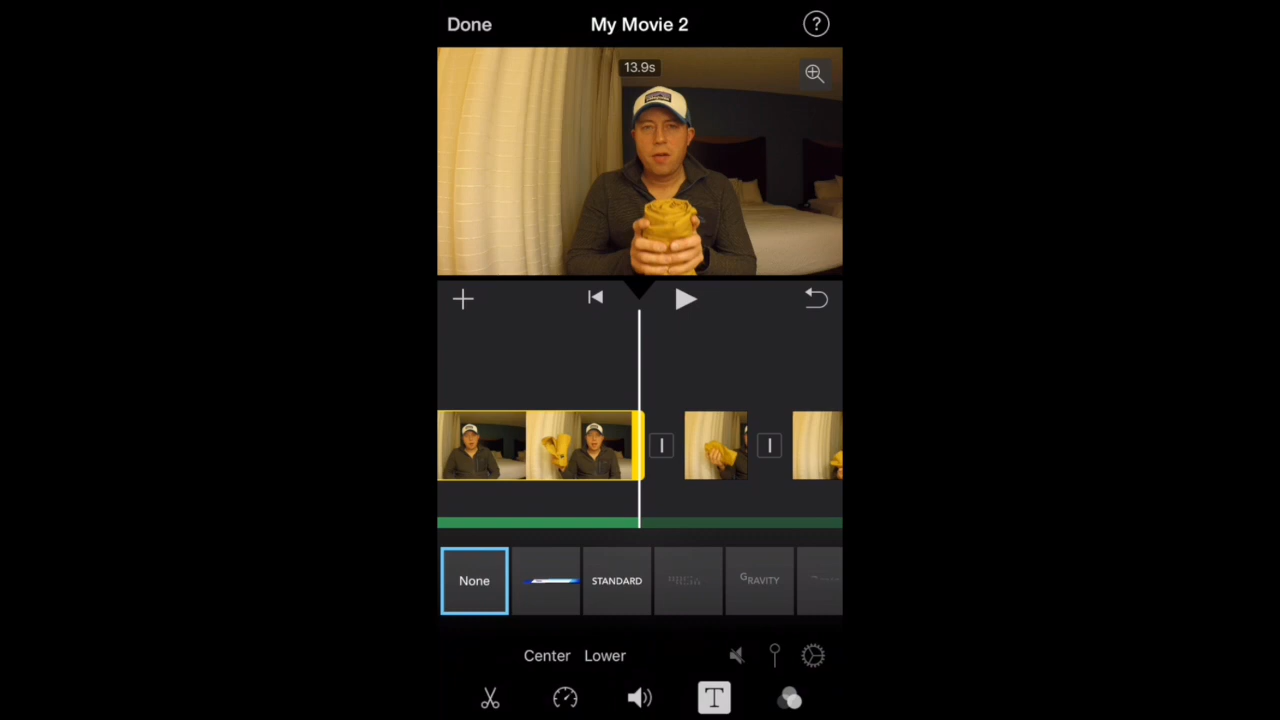 Done My Movie 2 ?
13.9s
None STANDARD GRAVITY
Center Lower
T